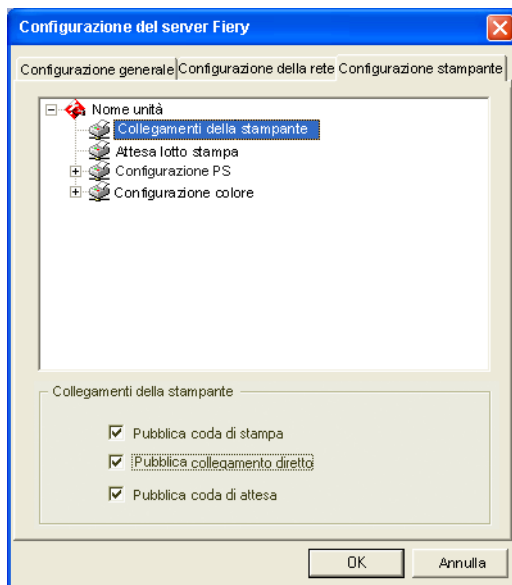 Configurazione del server Fiery
Configurazione generale Configurazione della rete Configurazione stampante
Nome unità
Collegamenti della stampante
Attesa lotto stampa
Configurazione PS
Configurazione colore
Collegamenti della stampante
Pubblica coda di stampa
Pubblica collegamento diretto
Pubblica coda di attesa
OK Annulla